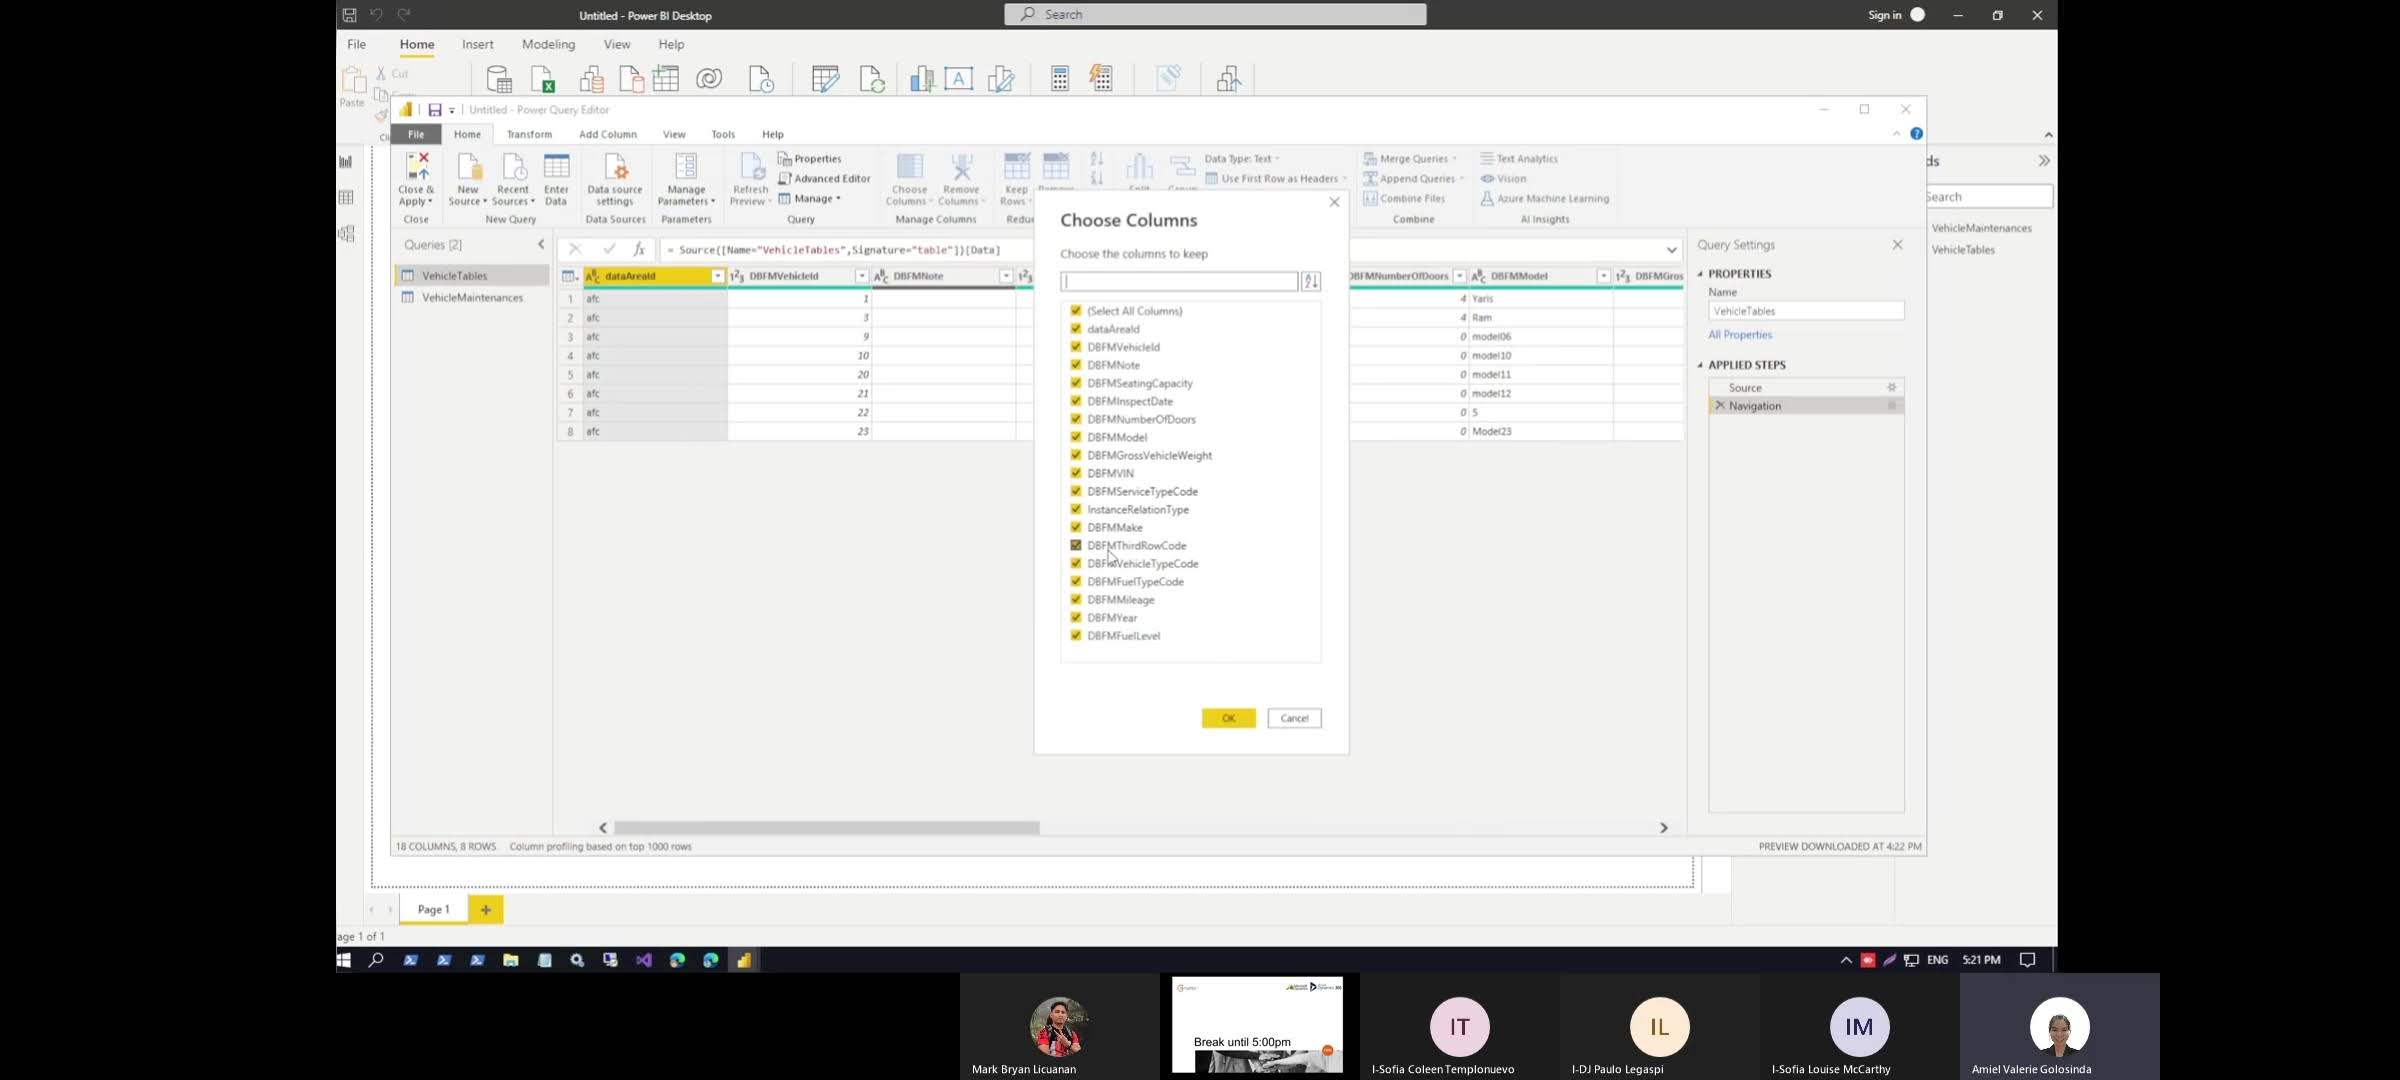 Untitled - Power BI Desktop
Search
Sign in
File Home Insert Modeling View Help
Cut
Paste
Untitled - Power Query Editor
File Home Transform Add Column View Tools Help
Close & Apply
New Source
Recent Sources
Enter Data
Data source settings
Manage Parameters
Refresh Preview
Properties
Advanced Editor
Manage
Choose Columns
Remove Columns
Keep Rows
Data Type: Text
Use First Row as Headers
Merge Queries
Append Queries
Combine Files
Text Analytics
Vision
Azure Machine Learning
Close
New Query
Data Sources
Parameters
Query
Manage Columns
Combine
AI Insights
Queries [2]
VehicleTables
VehicleMaintenances
= Source{[Name="VehicleTables",Signature="table"]}[Data]
dataAreaId DBFMVehicleId DBFMNote DBFMNumberOfDoors DBFMModel DBFMGros
1 afc 1 4 Yaris
2 afc 3 4 Ram
3 afc 9 0 model06
4 afc 10 0 model10
5 afc 20 0 model11
6 afc 21 0 model12
7 afc 22 0 5
8 afc 23 0 Model23
Choose Columns
Choose the columns to keep
(Select All Columns)
dataAreaId
DBFMVehicleId
DBFMNote
DBFMSeatingCapacity
DBFMInspectDate
DBFMNumberOfDoors
DBFMModel
DBFMGrossVehicleWeight
DBFMVIN
DBFMServiceTypeCode
InstanceRelationType
DBFMMake
DBFMThirdRowCode
DBFMVehicleTypeCode
DBFMFuelTypeCode
DBFMMileage
DBFMYear
DBFMFuelLevel
OK Cancel
Query Settings
PROPERTIES
Name
VehicleTables
All Properties
APPLIED STEPS
Source
Navigation
ds
Search
VehicleMaintenances
VehicleTables
18 COLUMNS, 8 ROWS Column profiling based on top 1000 rows
PREVIEW DOWNLOADED AT 4:22 PM
Page 1
age 1 of 1
ENG 5:21 PM
Break until 5:00pm
IT
IL
IM
Mark Bryan Licuanan
I-Sofia Coleen Templonuevo
I-DJ Paulo Legaspi
I-Sofia Louise McCarthy
Amiel Valerie Golosinda